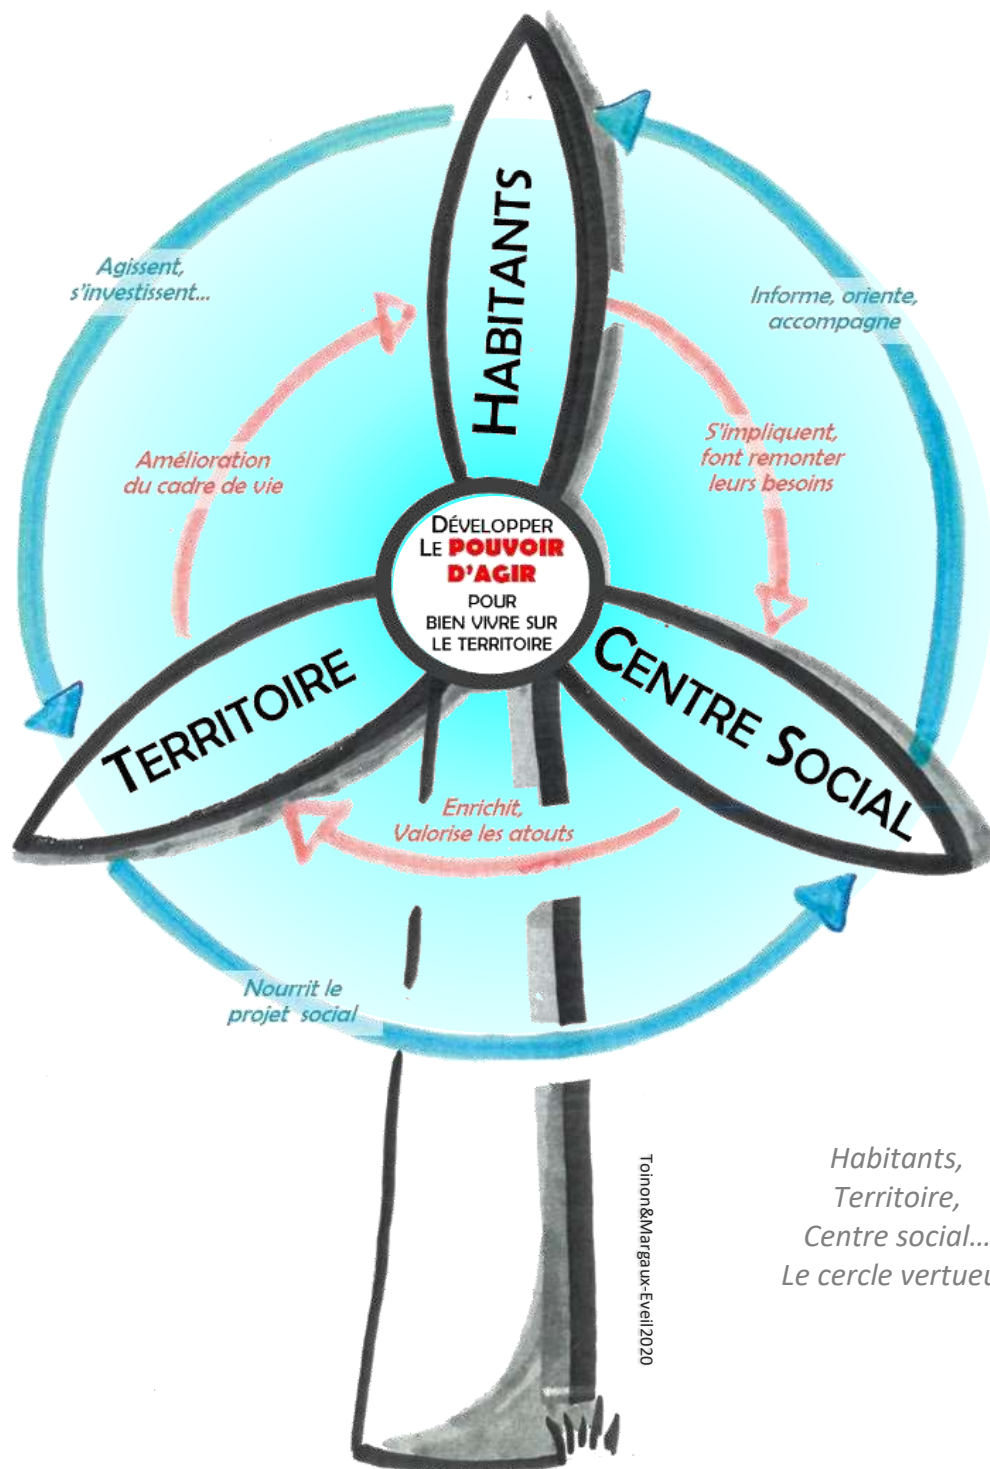 HABITANTS
Agissent,
s'investissent...
Informe, oriente,
accompagne
Amélioration
du cadre de vie
S'impliquent,
font remonter
leurs besoins
DÉVELOPPER
LE POUVOIR
D'AGIR
POUR
BIEN VIVRE SUR
LE TERRITOIRE
TERRITOIRE
CENTRE SOCIAL
Enrichit,
Valorise les atouts
Nourrit le
projet social
Toinon&Margaux-Eveil2020
Habitants,
Territoire,
Centre social...
Le cercle vertueu